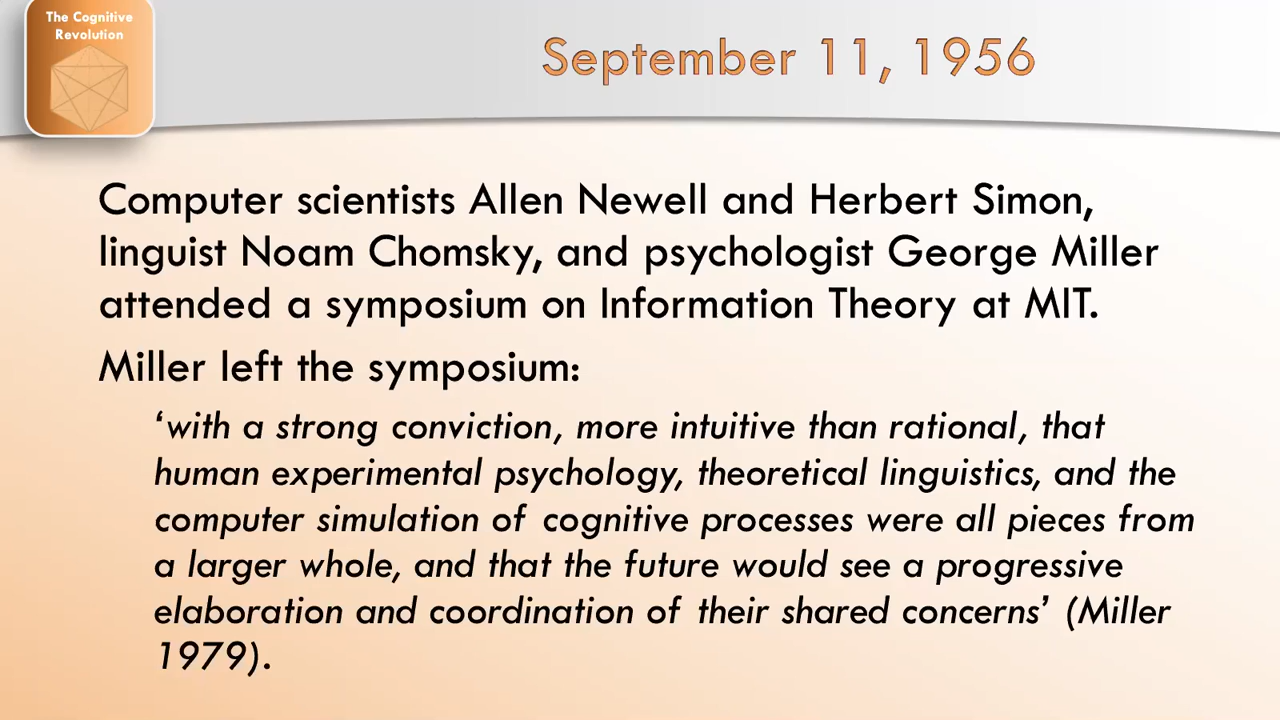 The Cognitive
Revolution
September 11, 1956
Computer scientists Allen Newell and Herbert Simon,
linguist Noam Chomsky, and psychologist George Miller
attended a symposium on Information Theory at MIT.
Miller left the symposium:
‘with a strong conviction, more intuitive than rational, that
human experimental psychology, theoretical linguistics, and the
computer simulation of cognitive processes were all pieces from
a larger whole, and that the future would see a progressive
elaboration and coordination of their shared concerns’ (Miller
1979).